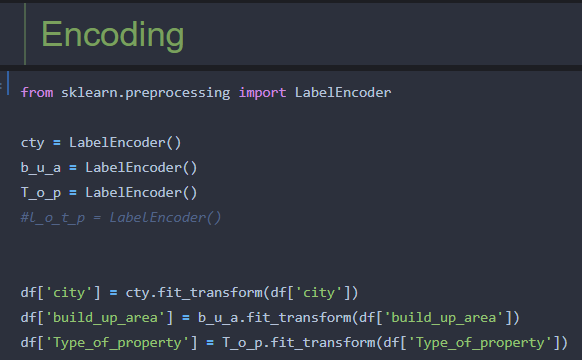 Encoding
from sklearn.preprocessing import LabelEncoder
cty = LabelEncoder()
b_u_a = LabelEncoder()
T_o_p = LabelEncoder()
#l_o_t_p = LabelEncoder()
df['city'] = cty.fit_transform(df['city'])
df['build_up_area'] = b_u_a.fit_transform(df['build_up_area'])
df['Type_of_property'] = T_o_p.fit_transform(df['Type_of_property'])